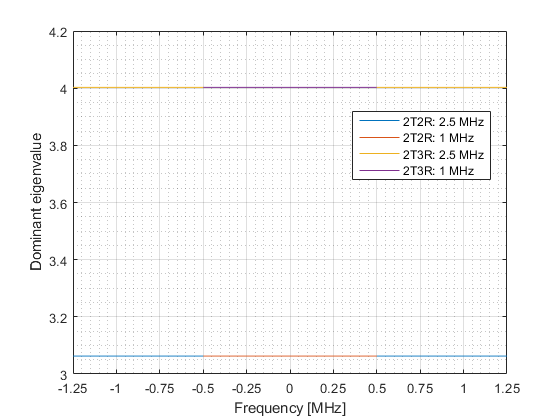 4.2
4
3.8
3.6
3.4
3.2
3
Dominant eigenvalue
2T2R: 2.5 MHz
2T2R: 1 MHz
2T3R: 2.5 MHz
2T3R: 1 MHz
-1.25 -1 -0.75 -0.5 -0.25 0 0.25 0.5 0.75 1 1.25
Frequency [MHz]